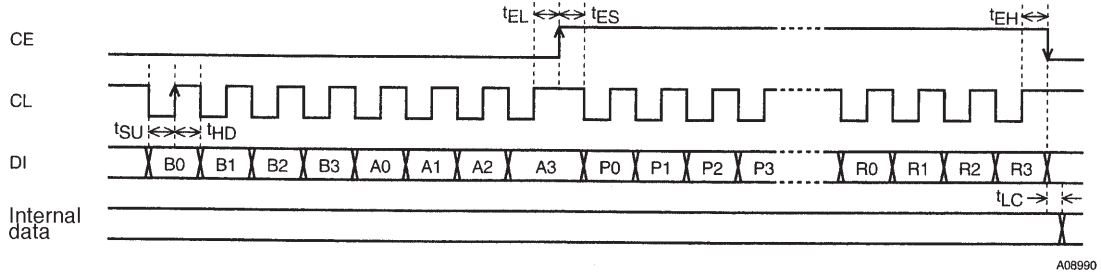 tEL tES tEH
CE
CL
tSU tHD
DI B0 B1 B2 B3 A0 A1 A2 A3 P0 P1 P2 P3 R0 R1 R2 R3
tLC
Internal
data
A08990